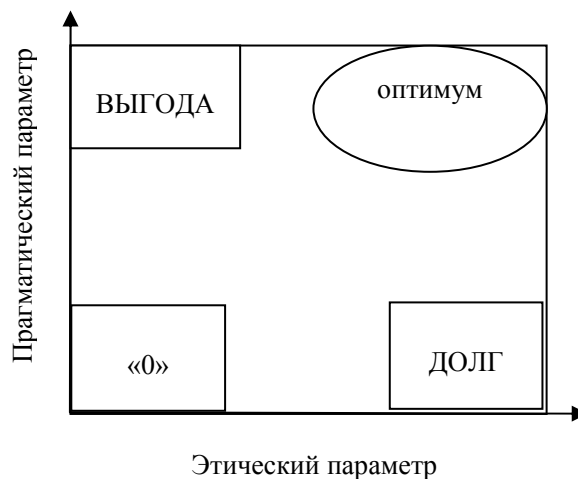 Прагматический параметр
ВЫГОДА
оптимум
«0»
ДОЛГ
Этический параметр